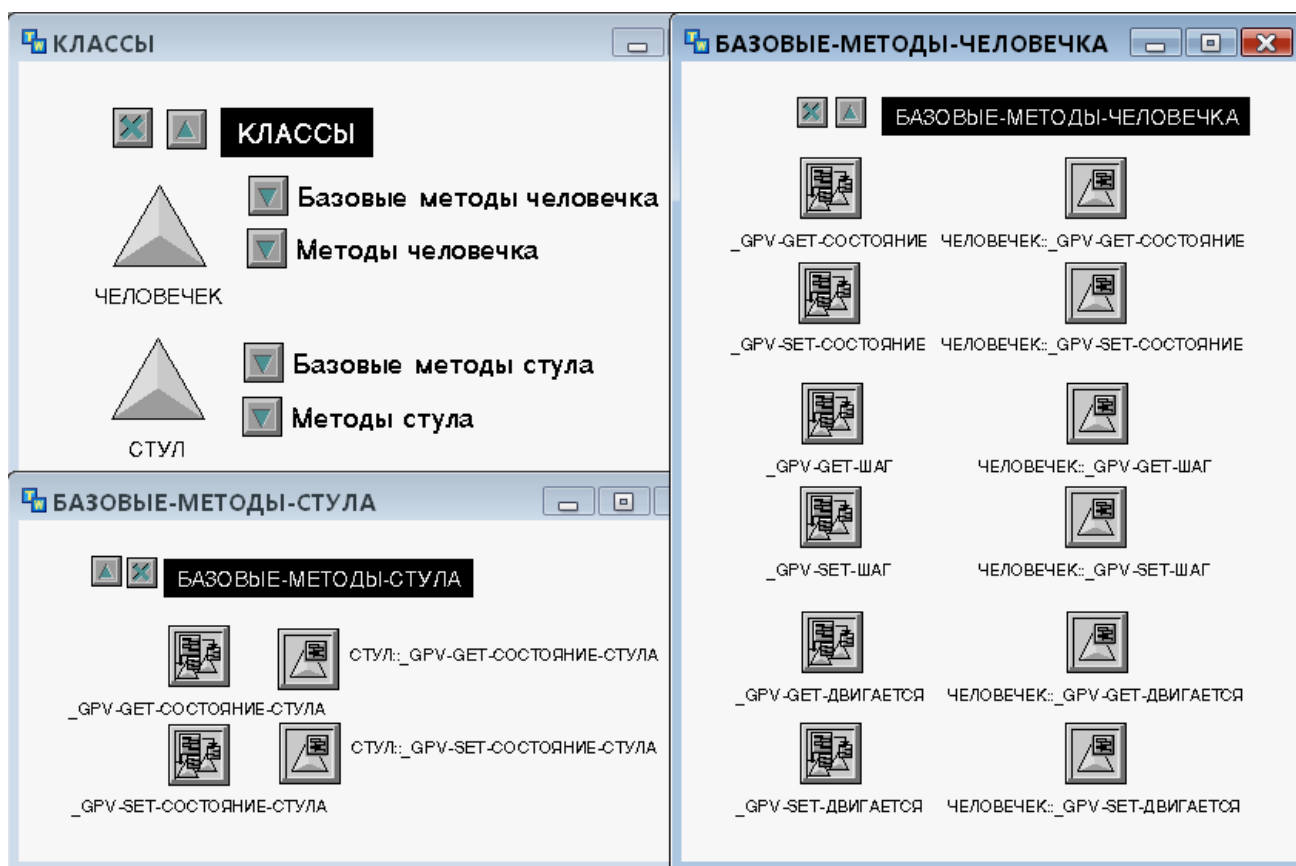 КЛАССЫ
КЛАССЫ
Базовые методы человечка
Методы человечка
ЧЕЛОВЕЧЕК
Базовые методы стула
Методы стула
СТУЛ
БАЗОВЫЕ-МЕТОДЫ-СТУЛА
БАЗОВЫЕ-МЕТОДЫ-СТУЛА
СТУЛ::_GPV-GET-СОСТОЯНИЕ-СТУЛА
_GPV-GET-СОСТОЯНИЕ-СТУЛА
СТУЛ::_GPV-SET-СОСТОЯНИЕ-СТУЛА
_GPV-SET-СОСТОЯНИЕ-СТУЛА
БАЗОВЫЕ-МЕТОДЫ-ЧЕЛОВЕЧКА
БАЗОВЫЕ-МЕТОДЫ-ЧЕЛОВЕЧКА
_GPV-GET-СОСТОЯНИЕ ЧЕЛОВЕЧЕК::_GPV-GET-СОСТОЯНИЕ
_GPV-SET-СОСТОЯНИЕ ЧЕЛОВЕЧЕК::_GPV-SET-СОСТОЯНИЕ
_GPV-GET-ШАГ ЧЕЛОВЕЧЕК::_GPV-GET-ШАГ
_GPV-SET-ШАГ ЧЕЛОВЕЧЕК::_GPV-SET-ШАГ
_GPV-GET-ДВИГАЕТСЯ ЧЕЛОВЕЧЕК::_GPV-GET-ДВИГАЕТСЯ
_GPV-SET-ДВИГАЕТСЯ ЧЕЛОВЕЧЕК::_GPV-SET-ДВИГАЕТСЯ